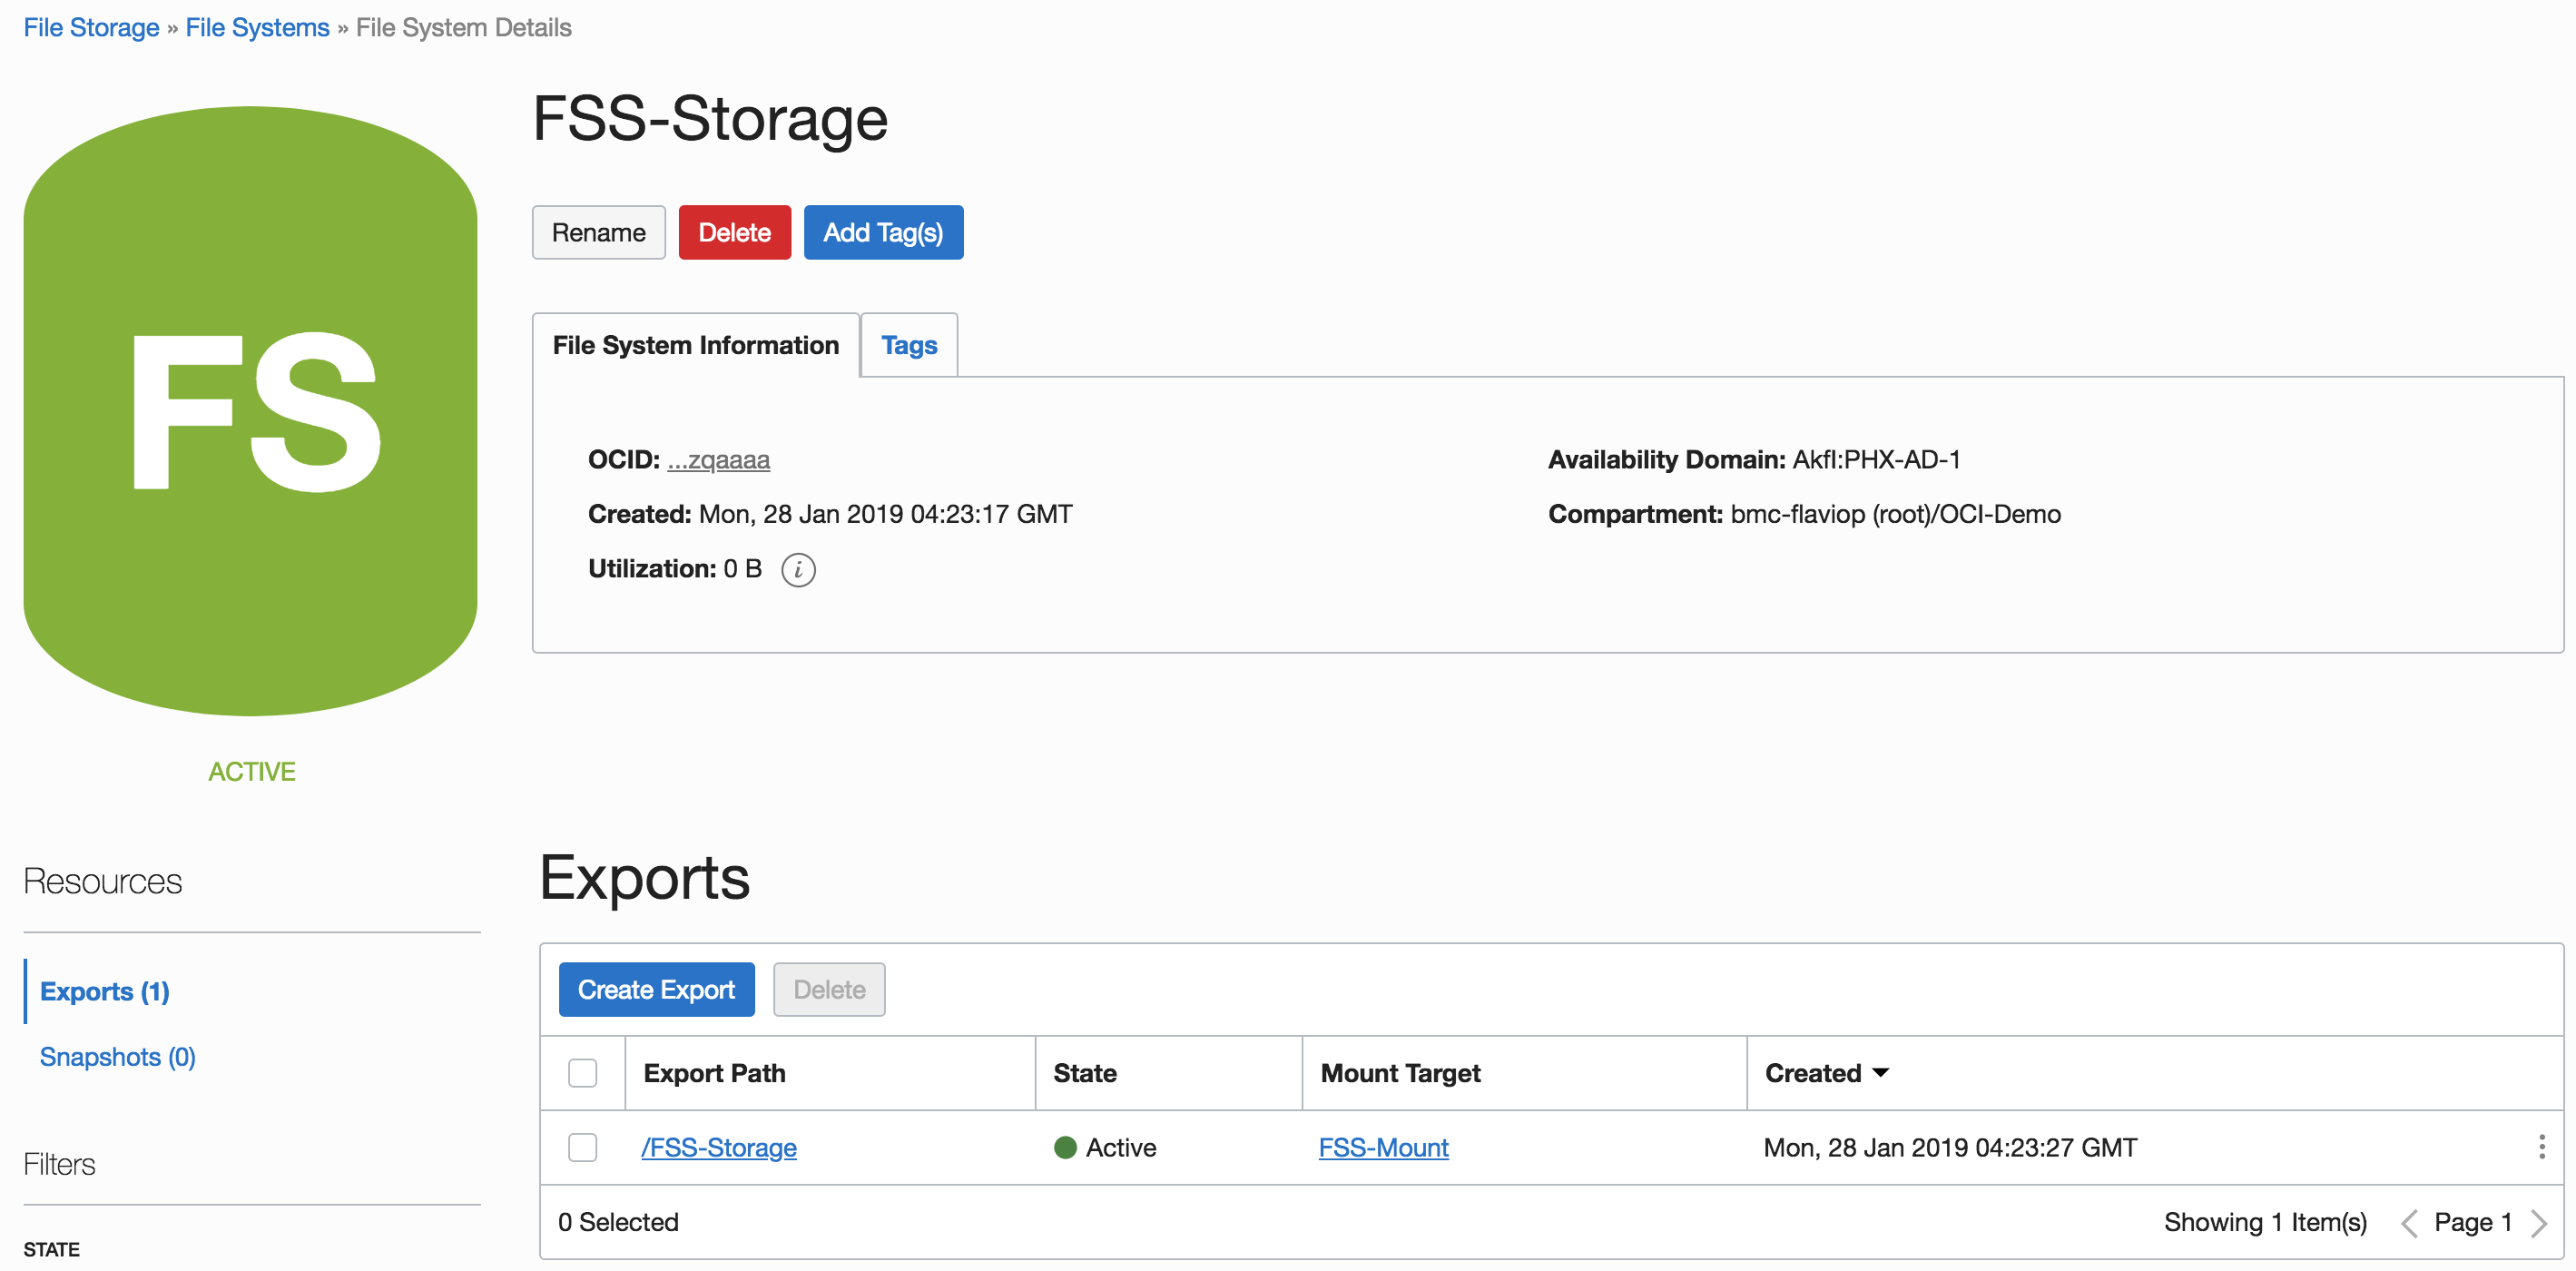 File Storage » File Systems » File System Details
FSS-Storage
Rename Delete Add Tag(s)
FS
ACTIVE
File System Information Tags
OCID: ...zqaaaa Availability Domain: AkfI:PHX-AD-1
Created: Mon, 28 Jan 2019 04:23:17 GMT Compartment: bmc-flaviop (root)/OCI-Demo
Utilization: 0 B i
Resources
Exports (1)
Snapshots (0)
Filters
STATE
Exports
Create Export Delete
Export Path State Mount Target Created
/FSS-Storage Active FSS-Mount Mon, 28 Jan 2019 04:23:27 GMT
0 Selected Showing 1 Item(s) Page 1